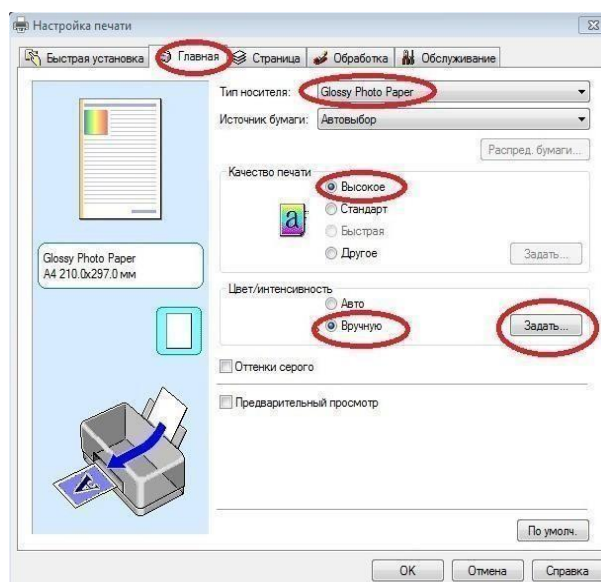 Настройка печати
Быстрая установка Главная Страница Обработка Обслуживание
Тип носителя: Glossy Photo Paper
Источник бумаги: Автовыбор
Распред. бумаги...
Качество печати
Высокое
Стандарт
Быстрая
Другое Задать...
a
Glossy Photo Paper
A4 210.0x297.0 мм
Цвет/интенсивность
Авто
Вручную Задать...
Оттенки серого
Предварительный просмотр
По умолч.
OK Отмена Справка